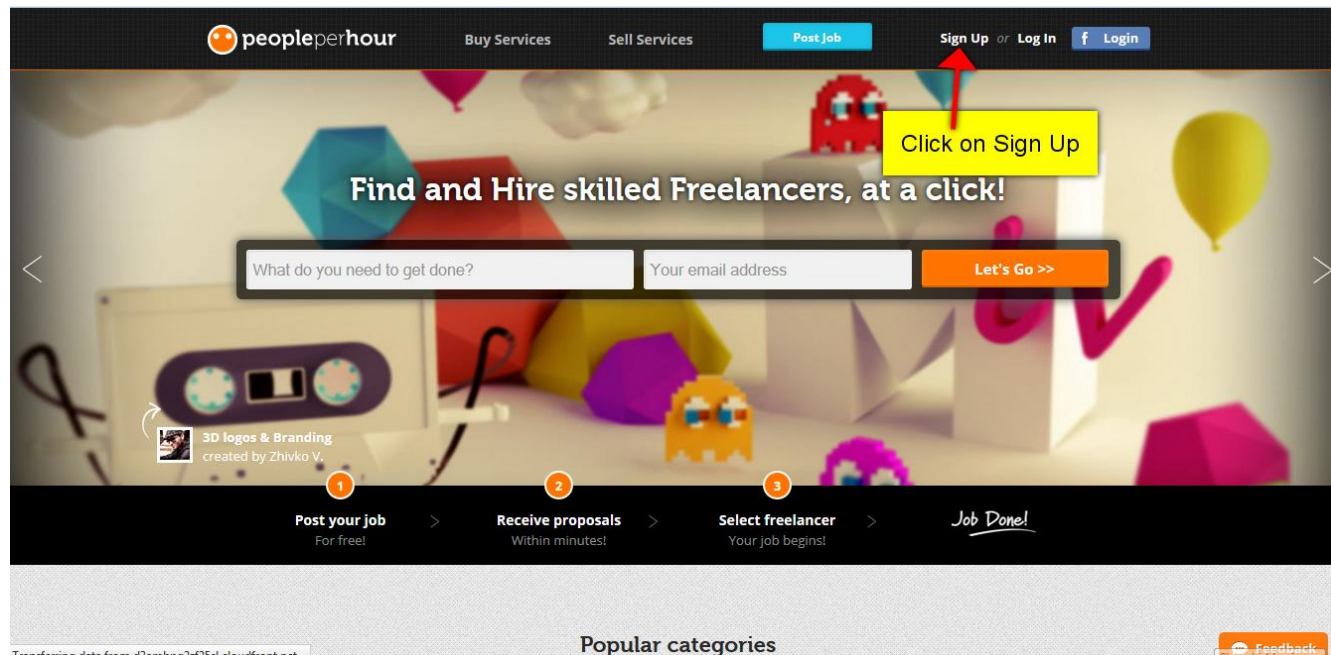 peopleperhour
Buy Services
Sell Services
Post Job
Sign Up or Log In
f Login
Click on Sign Up
Find and Hire skilled Freelancers, at a click!
What do you need to get done?
Your email address
Let's Go >>
3D logos & Branding
created by Zhivko V.
1
2
3
Post your job > Receive proposals > Select freelancer > Job Done!
For free!
Within minutes!
Your job begins!
Popular categories
Feedback
Transferring data from